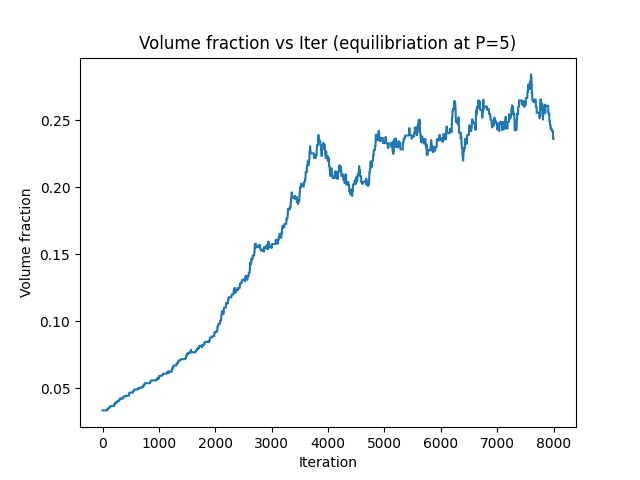 Volume fraction vs Iter (equilibriation at P=5)
Volume fraction
0.25
0.20
0.15
0.10
0.05
0 1000 2000 3000 4000 5000 6000 7000 8000
Iteration